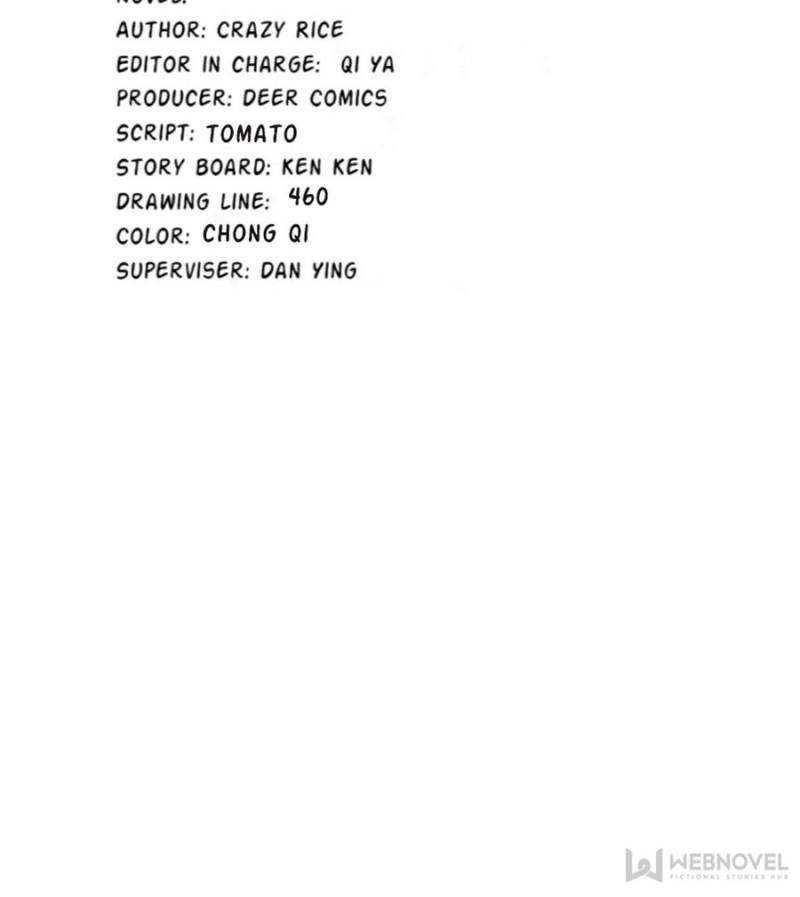 NOVEL:
AUTHOR: CRAZY RICE
EDITOR IN CHARGE: QI YA
PRODUCER: DEER COMICS
SCRIPT: TOMATO
STORY BOARD: KEN KEN
DRAWING LINE: 460
COLOR: CHONG QI
SUPERVISER: DAN YING
WEBNOVEL
FICTIONAL STORIES HUB